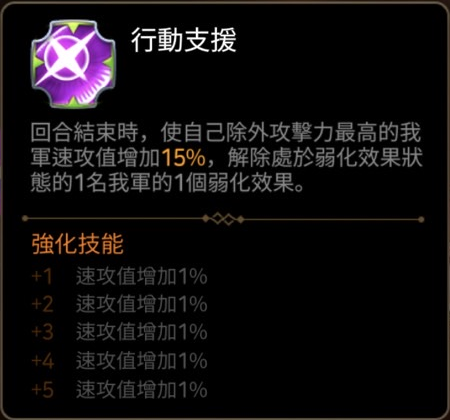 行動支援
回合結束時，使自己除外攻擊力最高的我
軍速攻值增加15%，解除處於弱化效果狀
態的1名我軍的1個弱化效果。
強化技能
+1 速攻值增加1%
+2 速攻值增加1%
+3 速攻值增加1%
+4 速攻值增加1%
+5 速攻值增加1%